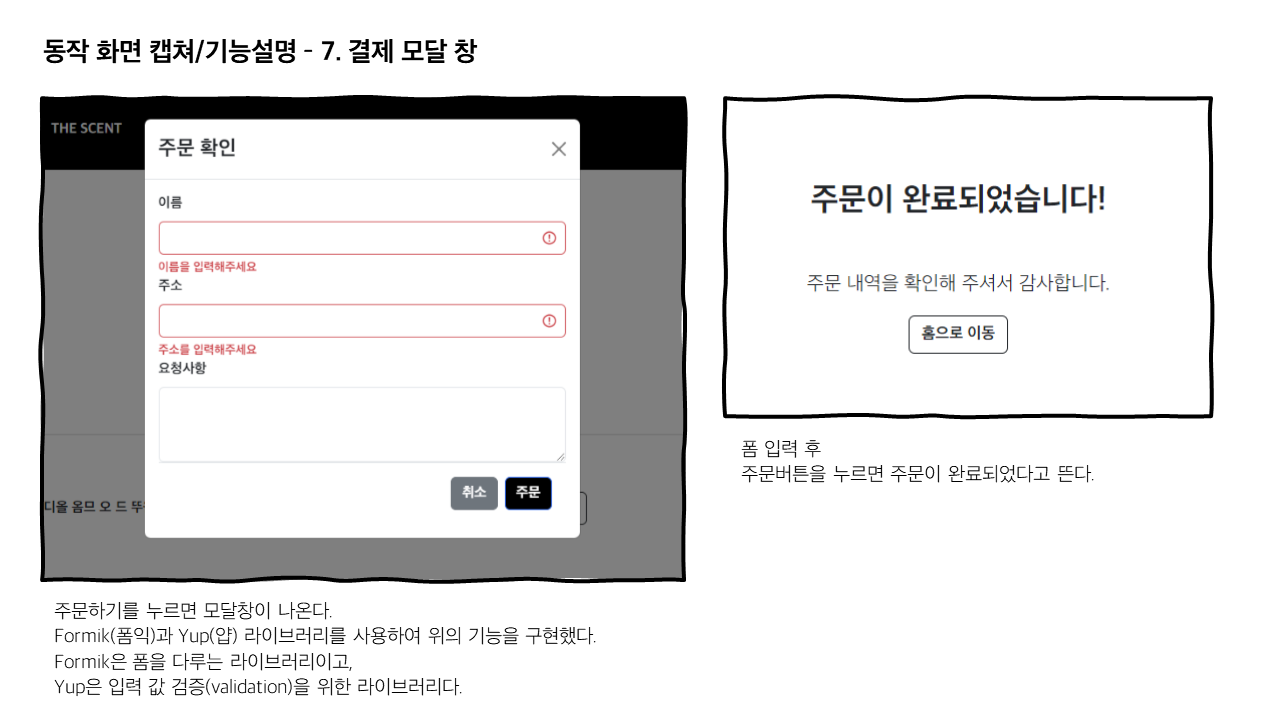 동작 화면 캡쳐/기능설명 - 7. 결제 모달 창
THE SCENT
주문 확인
이름
이름을 입력해주세요
주소
주소를 입력해주세요
요청사항
취소 주문
디올 옴므 오 드 뚜
주문하기를 누르면 모달창이 나온다.
Formik(폼익)과 Yup(얍) 라이브러리를 사용하여 위의 기능을 구현했다.
Formik은 폼을 다루는 라이브러리이고,
Yup은 입력 값 검증(validation)을 위한 라이브러리다.
주문이 완료되었습니다!
주문 내역을 확인해 주셔서 감사합니다.
홈으로 이동
폼 입력 후
주문버튼을 누르면 주문이 완료되었다고 뜬다.